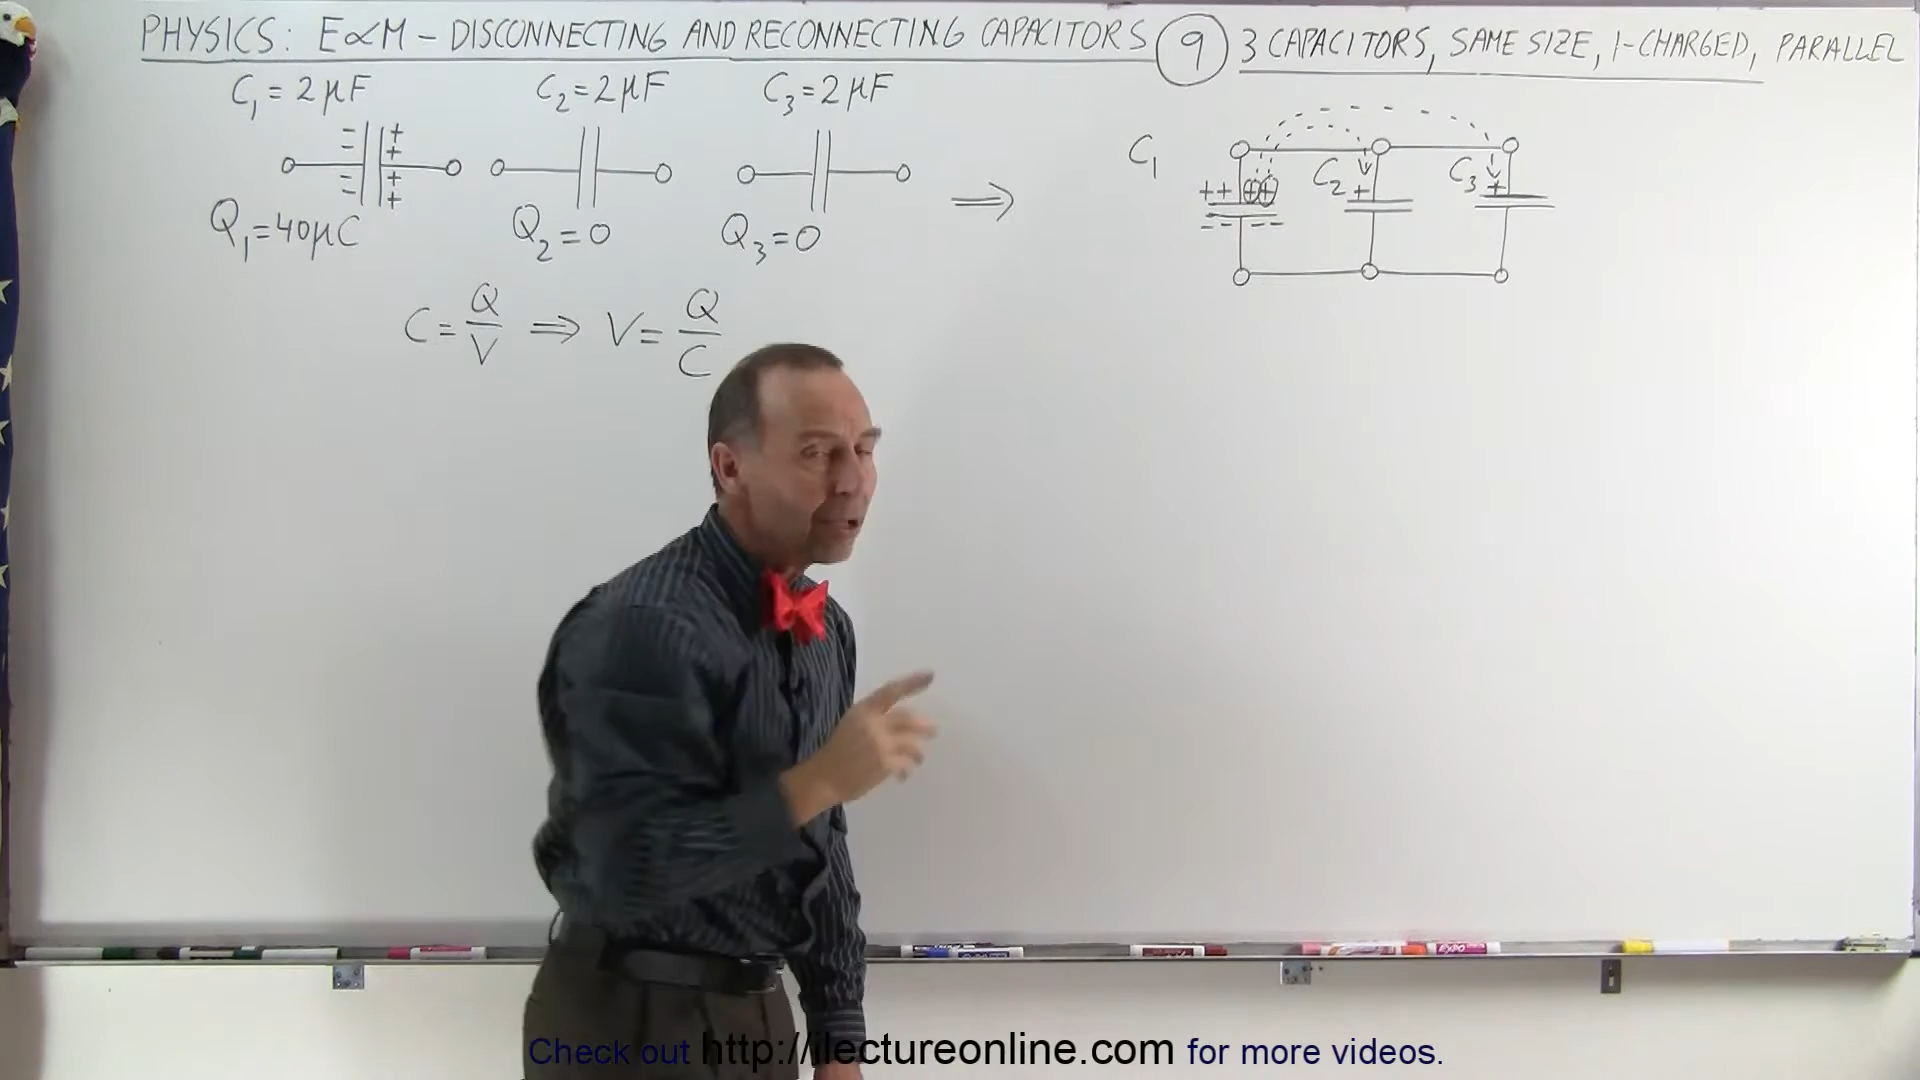 PHYSICS: E∝M – DISCONNECTING AND RECONNECTING CAPACITORS (9) 3 CAPACITORS, SAME SIZE, 1-CHARGED, PARALLEL
C₁ = 2μF C₂ = 2μF C₃ = 2μF
Q₁ = 40μC Q₂ = 0 Q₃ = 0
C₁ C₂ C₃
C = Q/V ⇒ V = Q/C
EXPO
Check out http://ilectureonline.com for more videos.